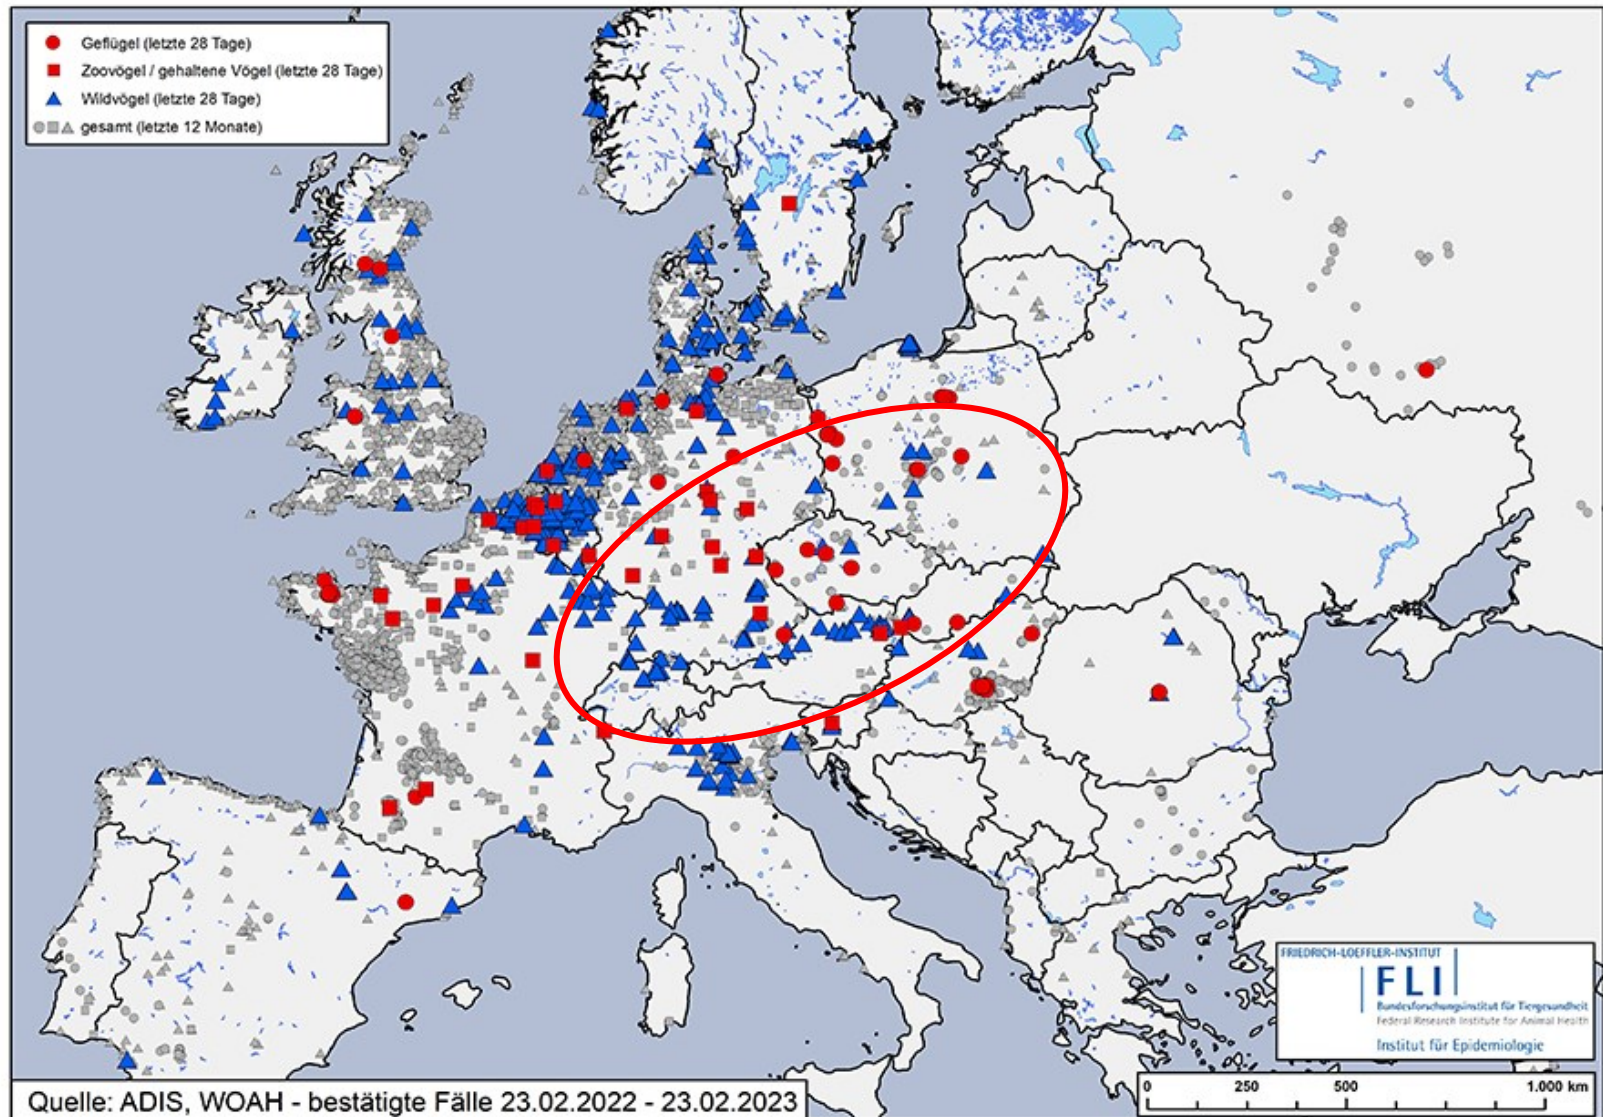 Geflügel (letzte 28 Tage)
Zoovögel / gehaltene Vögel (letzte 28 Tage)
Wildvögel (letzte 28 Tage)
gesamt (letzte 12 Monate)
FRIEDRICH-LOEFFLER-INSTITUT
FLI
Bundesforschungsinstitut für Tiergesundheit
Federal Research Institute for Animal Health
Institut für Epidemiologie
0 250 500 1.000 km
Quelle: ADIS, WOAH - bestätigte Fälle 23.02.2022 - 23.02.2023